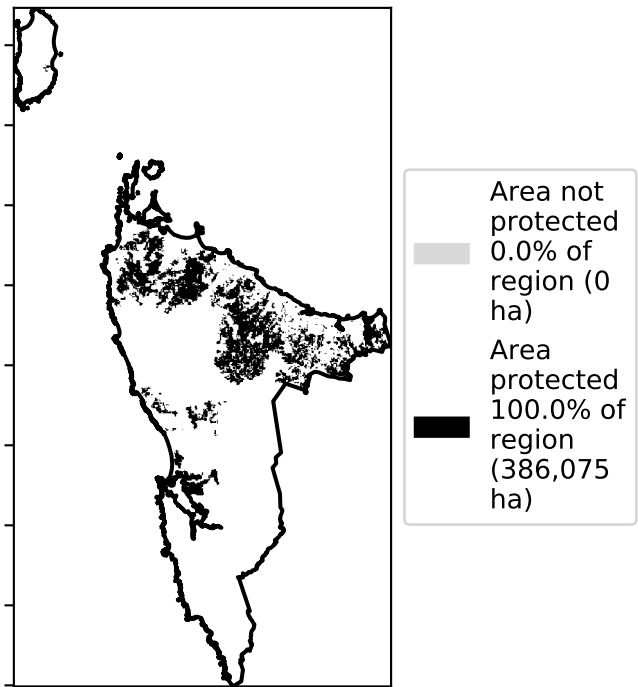 Area not
protected
0.0% of
region (0
ha)
Area
protected
100.0% of
region
(386,075
ha)